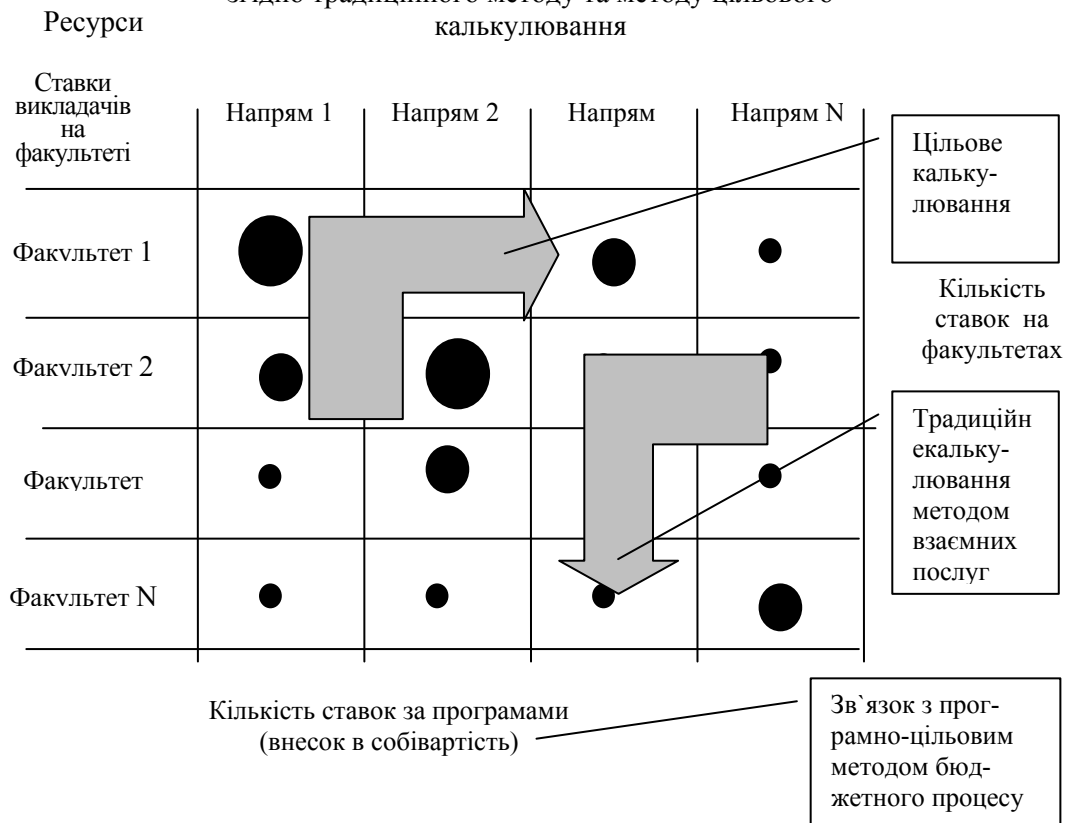 згідно традиційного методу та методу цільового
калькулювання
Ресурси
Ставки
викладачів
на
факультеті
Напрям 1
Напрям 2
Напрям
Напрям N
Цільове
кальку-
лювання
Факультет 1
Кількість
ставок на
факультетах
Факультет 2
Традиційн
екальку-
лювання
методом
взаємних
послуг
Факультет
Факультет N
Кількість ставок за програмами
(внесок в собівартість)
Зв`язок з прог-
рамно-цільовим
методом бюд-
жетного процесу